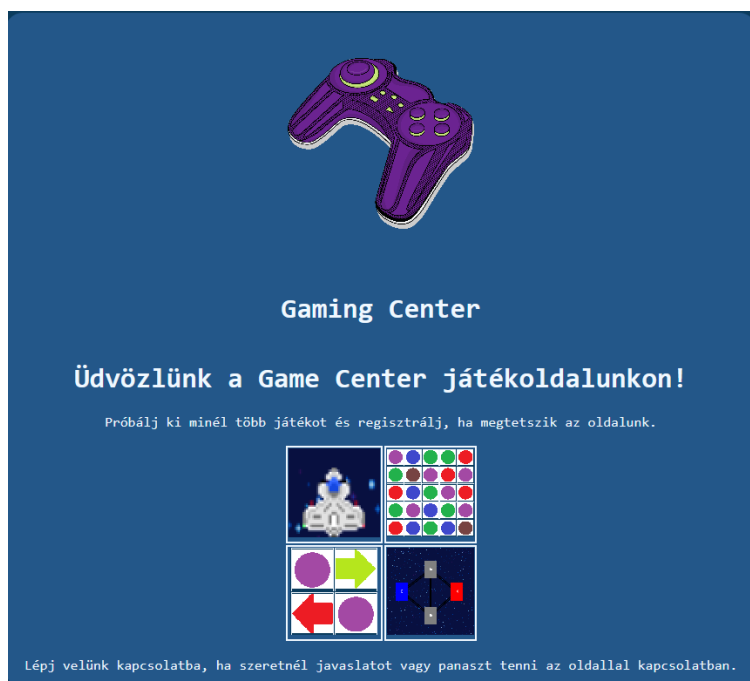 Gaming Center
Üdvözlünk a Game Center játékoldalunkon!
Próbálj ki minél több játékot és regisztrálj, ha megtetszik az oldalunk.
Lépj velünk kapcsolatba, ha szeretnél javaslatot vagy panaszt tenni az oldallal kapcsolatban.